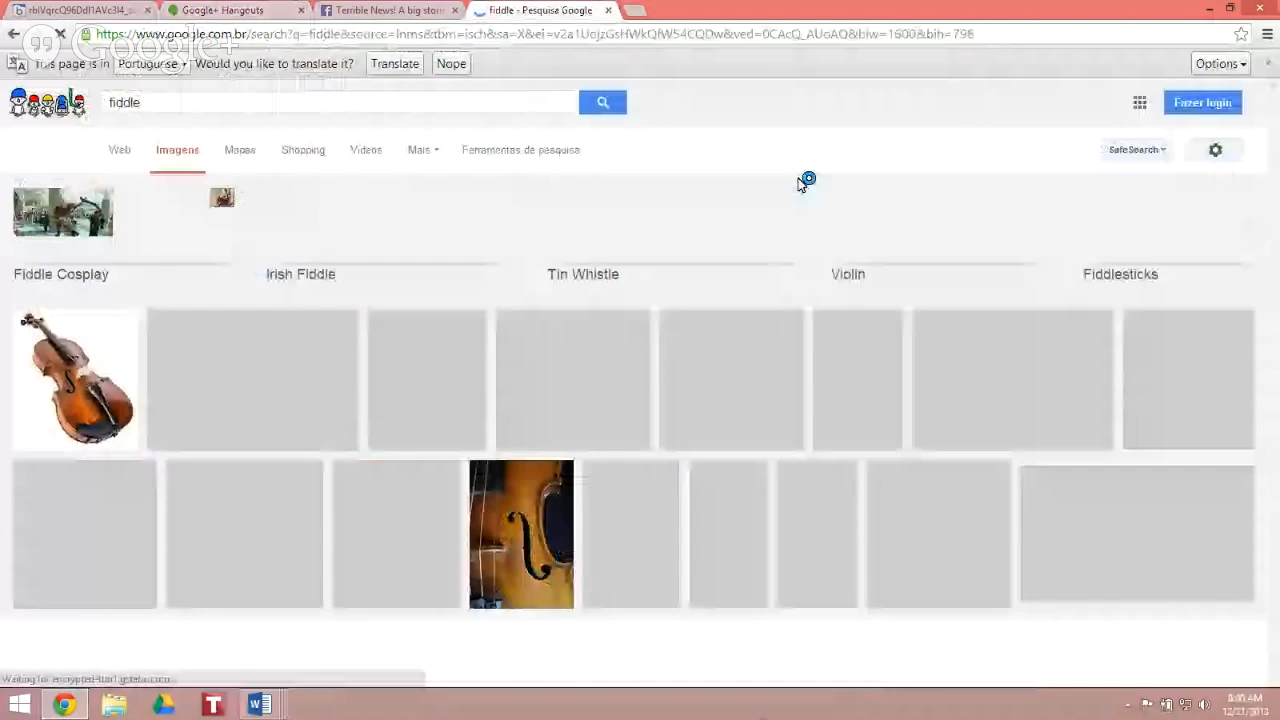 Google+ Hangouts
Terrible News! A big storm
fiddle - Pesquisa Google
Google+
This page is in Portuguese Would you like to translate it? Translate Nope Options
fiddle
Fazer login
Web Imagens Mapas Shopping Vídeos Mais Ferramentas de pesquisa SafeSearch
Fiddle Cosplay Irish Fiddle Tin Whistle Violin Fiddlesticks
T
W